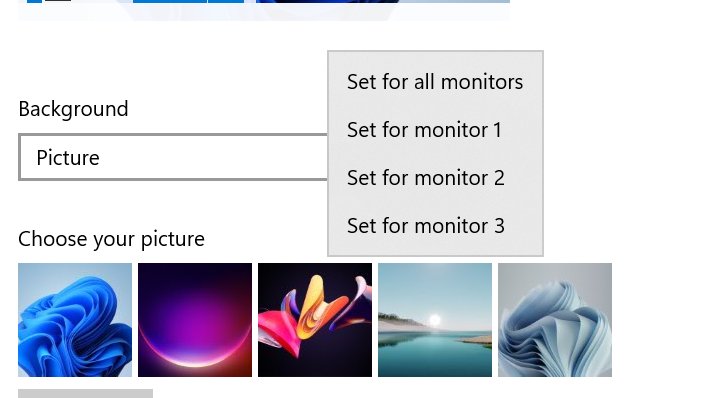 Set for all monitors
Background
Set for monitor 1
Picture
Set for monitor 2
Set for monitor 3
Choose your picture